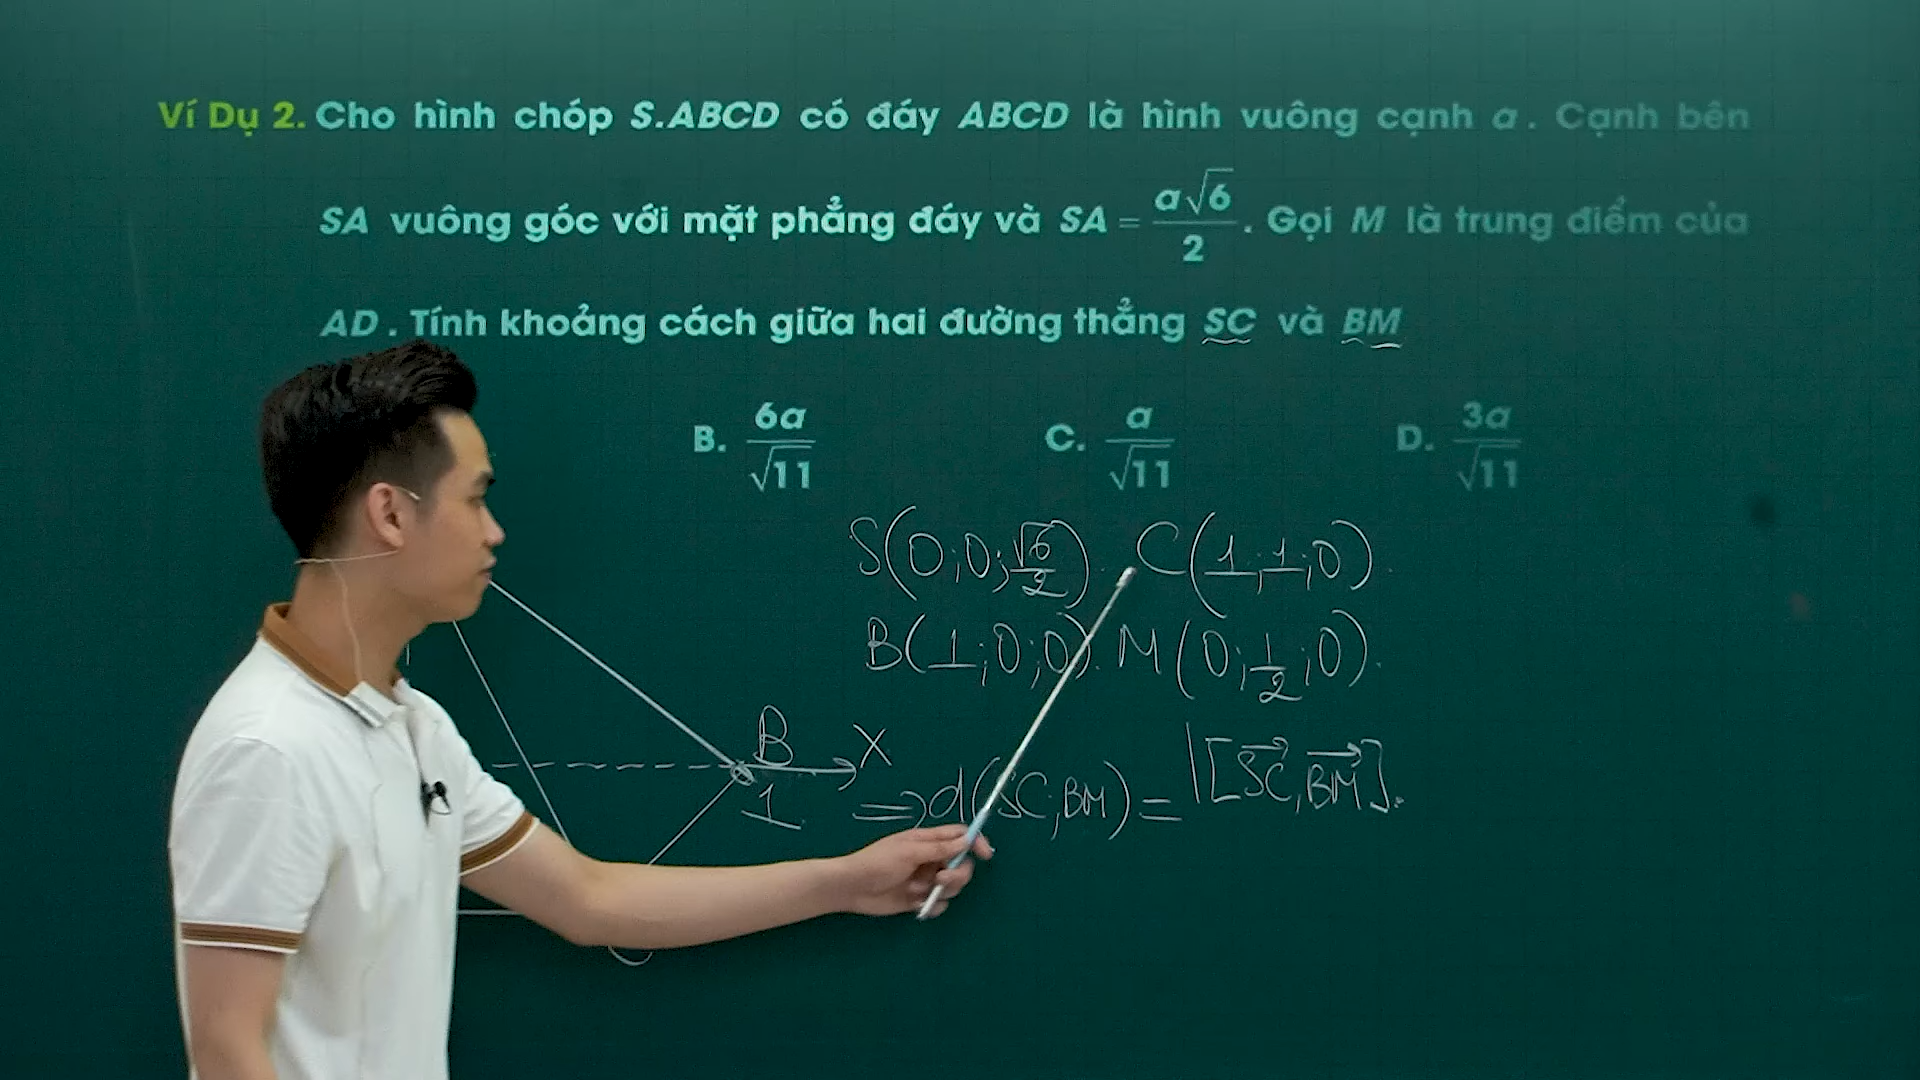 Ví Dụ 2. Cho hình chóp S.ABCD có đáy ABCD là hình vuông cạnh a. Cạnh bên
SA vuông góc với mặt phẳng đáy và SA = a√6/2. Gọi M là trung điểm của
AD. Tính khoảng cách giữa hai đường thẳng SC và BM
B. 6a/√11 C. a/√11 D. 3a/√11
S(0;0;√6/2). C(1;1;0).
B(1;0;0). M(0;1/2;0).
B x
1
⇒ d(SC;BM) = |[SC→,BM→].